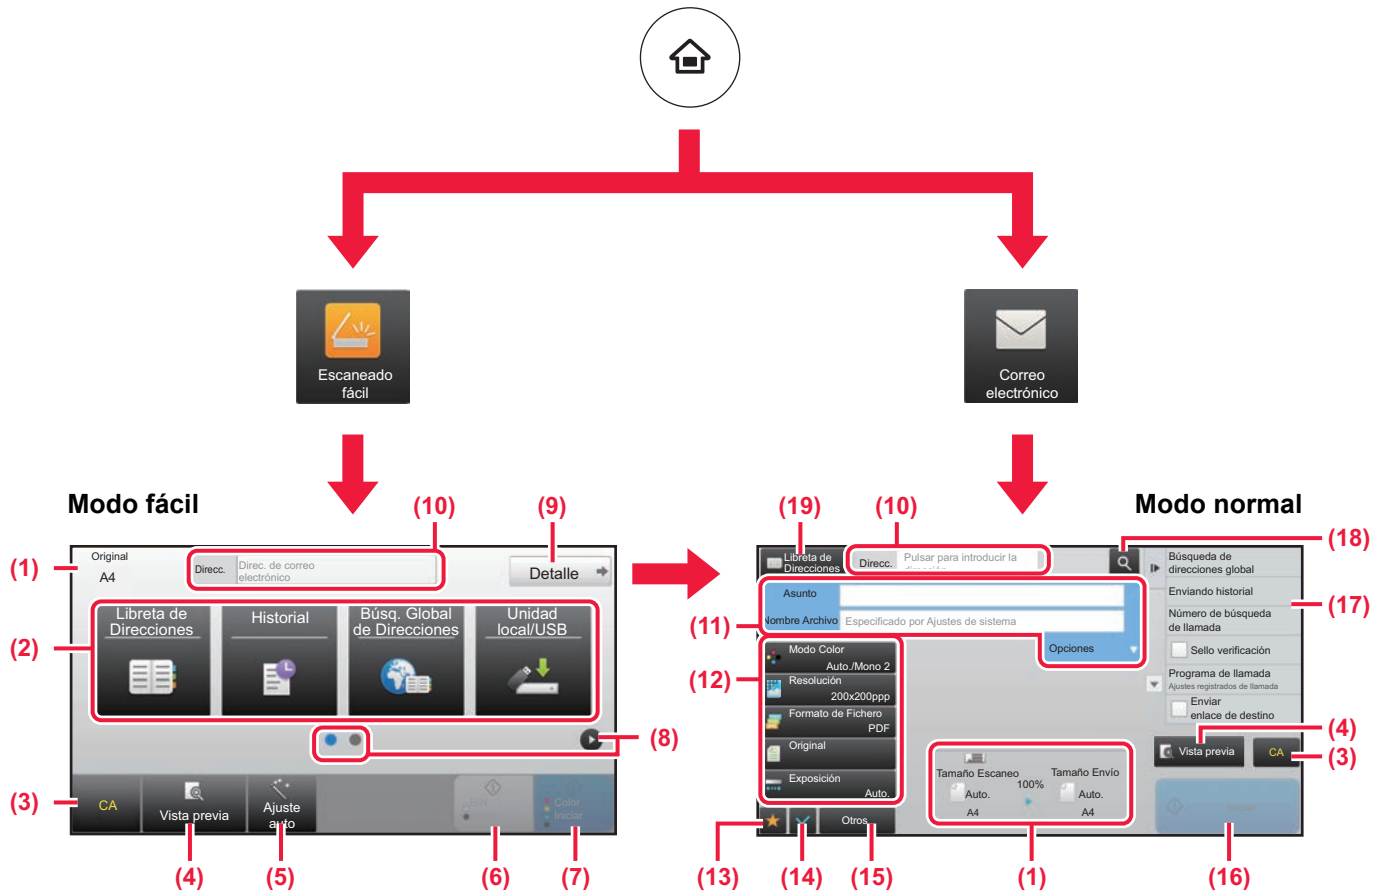 Escaneado
fácil
Correo
electrónico
Modo fácil
Modo normal
(10)
(9)
(19)
(10)
(18)
(1)
Original
A4
Direcc.
Direc. de correo
electrónico
Detalle
(2)
Libreta de
Direcciones
Historial
Búsq. Global
de Direcciones
Unidad
local/USB
(8)
(3)
CA
Vista previa
Ajuste
auto
B/N
Color
Iniciar
(4)
(5)
(6)
(7)
Libreta de
Direcciones
Direcc.
Pulsar para introducir la
dirección
Búsqueda de
direcciones global
Enviando historial
Número de búsqueda
de llamada
Sello verificación
Programa de llamada
Ajustes registrados de llamada
Enviar
enlace de destino
(17)
(11)
Asunto
Nombre Archivo
Especificado por Ajustes de sistema
Opciones
(12)
Modo Color
Auto./Mono 2
Resolución
200x200ppp
Formato de Fichero
PDF
Original
Exposición
Auto.
Tamaño Escaneo
Auto.
A4
100%
Tamaño Envío
Auto.
A4
(4)
Vista previa
CA
(3)
Otros
(13)
(14)
(15)
(1)
(16)